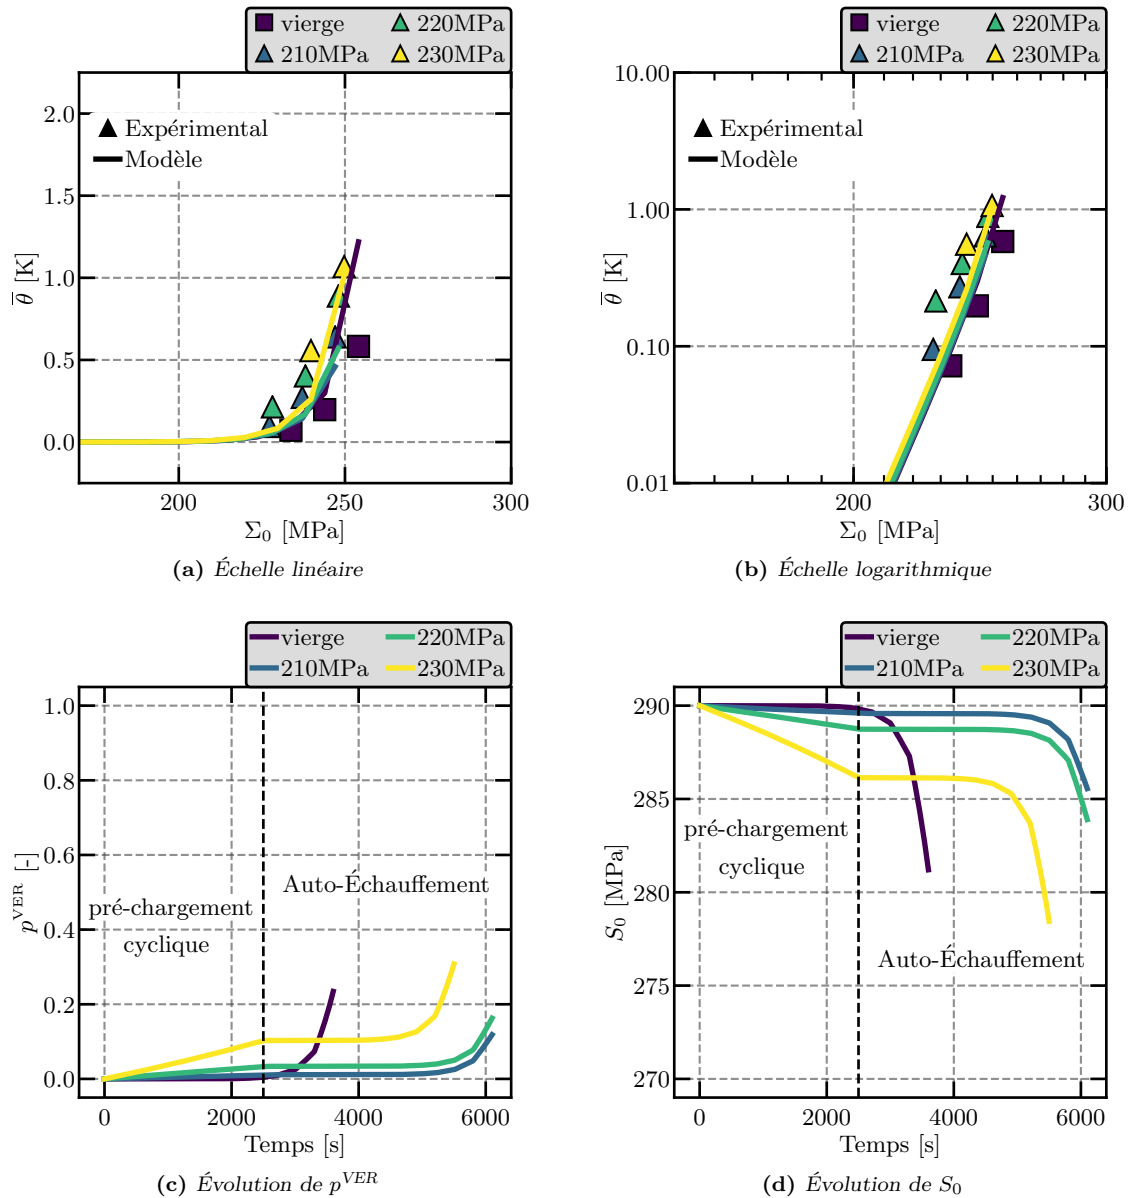 vierge 220MPa
210MPa 230MPa
2.0
1.5
1.0
0.5
0.0
Expérimental
Modèle
θ̅ [K]
200 250 300
Σ₀ [MPa]
(a) Échelle linéaire
vierge 220MPa
210MPa 230MPa
10.00
1.00
0.10
0.01
Expérimental
Modèle
θ̅ [K]
200 300
Σ₀ [MPa]
(b) Échelle logarithmique
vierge 220MPa
210MPa 230MPa
1.0
0.8
0.6
0.4
0.2
0.0
pⱽᴱᴿ [-]
Auto-Échauffement
pré-chargement
cyclique
0 2000 4000 6000
Temps [s]
(c) Évolution de pⱽᴱᴿ
vierge 220MPa
210MPa 230MPa
290
285
280
275
270
S₀ [MPa]
pré-chargement
cyclique
Auto-Échauffement
0 2000 4000 6000
Temps [s]
(d) Évolution de S₀